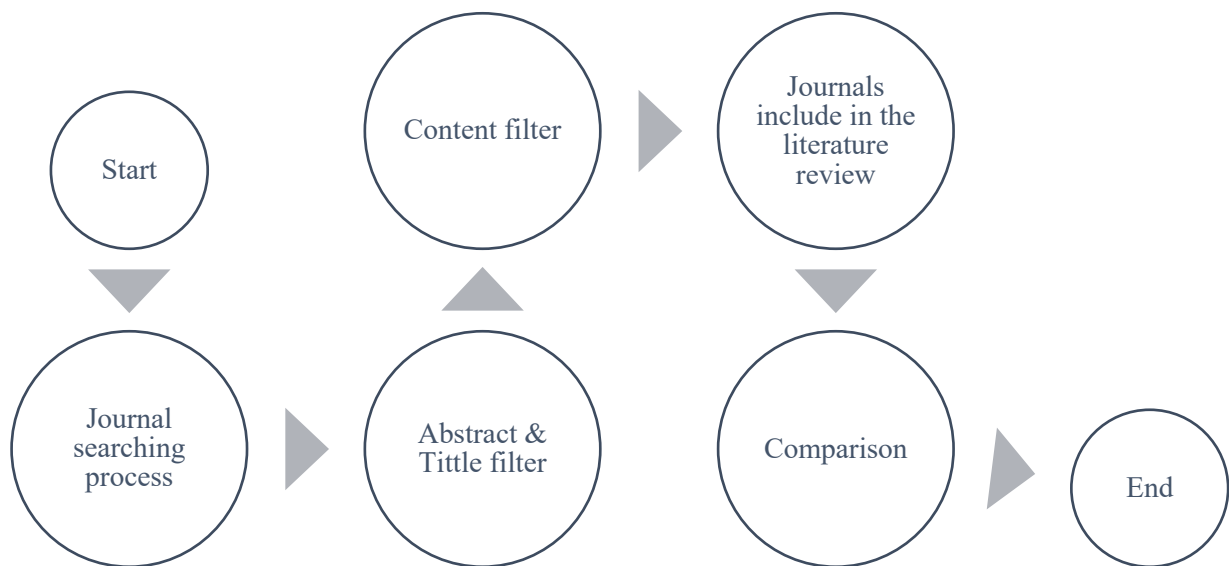 Start
Journal
searching
process
Abstract &
Tittle filter
Content filter
Journals
include in the
literature
review
Comparison
End